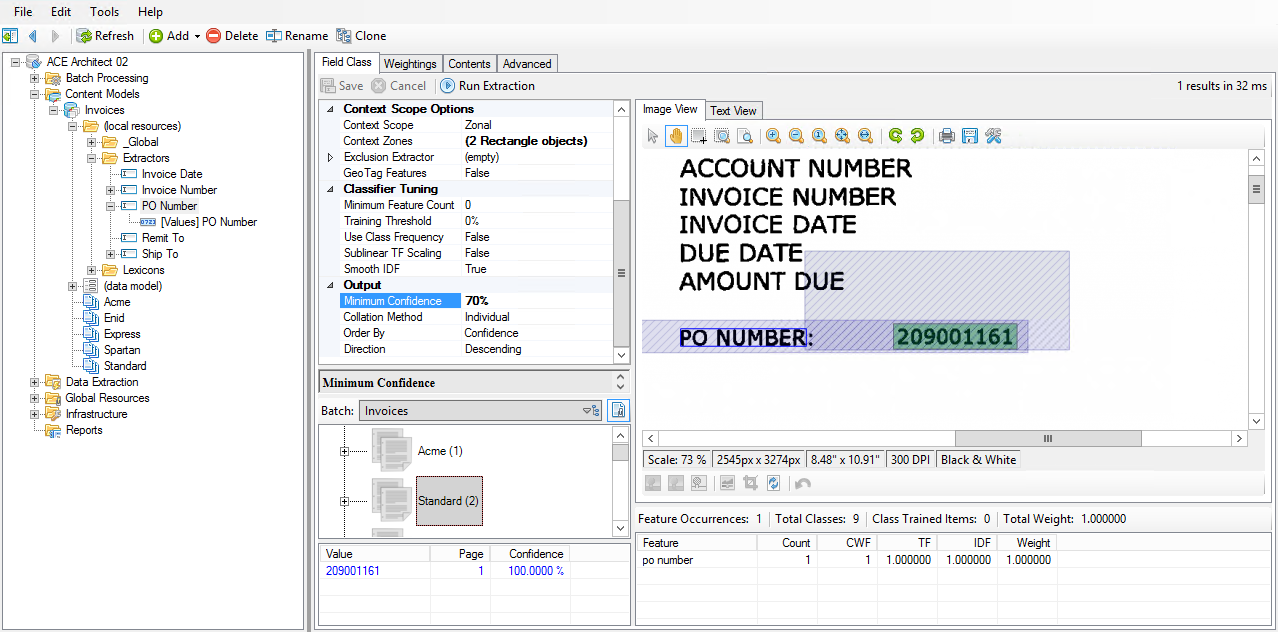 File Edit Tools Help
Refresh Add Delete Rename Clone
ACE Architect 02
Batch Processing
Content Models
Invoices
(local resources)
_Global
Extractors
Invoice Date
Invoice Number
PO Number
[Values] PO Number
Remit To
Ship To
Lexicons
(data model)
Acme
Enid
Express
Spartan
Standard
Data Extraction
Global Resources
Infrastructure
Reports
Field Class Weightings Contents Advanced
Save Cancel Run Extraction 1 results in 32 ms
Context Scope Options
Context Scope Zonal
Context Zones (2 Rectangle objects)
Exclusion Extractor (empty)
GeoTag Features False
Classifier Tuning
Minimum Feature Count 0
Training Threshold 0%
Use Class Frequency False
Sublinear TF Scaling False
Smooth IDF True
Output
Minimum Confidence 70%
Collation Method Individual
Order By Confidence
Direction Descending
Minimum Confidence
Batch: Invoices
Acme (1)
Standard (2)
Value Page Confidence
209001161 1 100.0000 %
Image View Text View
ACCOUNT NUMBER
INVOICE NUMBER
INVOICE DATE
DUE DATE
AMOUNT DUE
PO NUMBER: 209001161
Scale: 73 % 2545px x 3274px 8.48" x 10.91" 300 DPI Black & White
Feature Occurrences: 1 Total Classes: 9 Class Trained Items: 0 Total Weight: 1.000000
Feature Count CWF TF IDF Weight
po number 1 1 1.000000 1.000000 1.000000